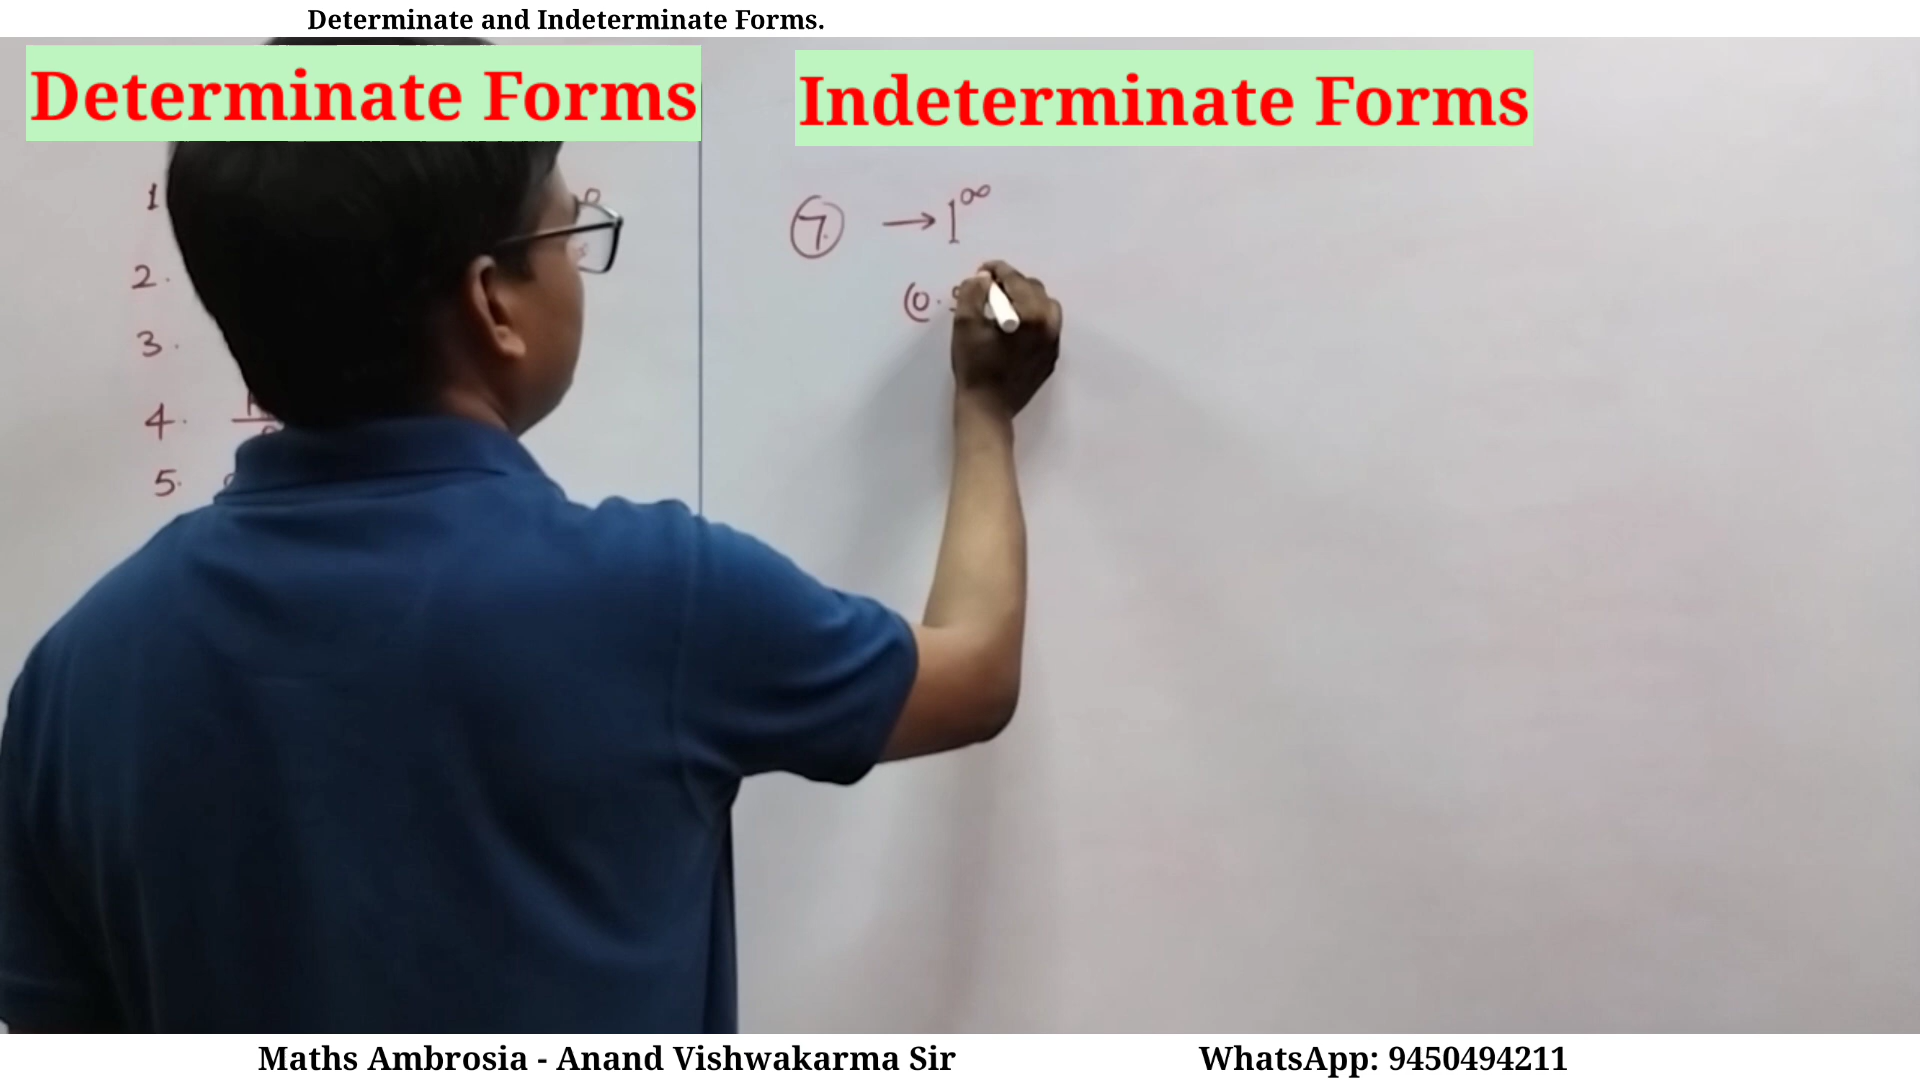 Determinate and Indeterminate Forms.
Determinate Forms
Indeterminate Forms
1
2.
3.
4.
5.
7. → 1^∞
(0.
Maths Ambrosia - Anand Vishwakarma Sir
WhatsApp: 9450494211